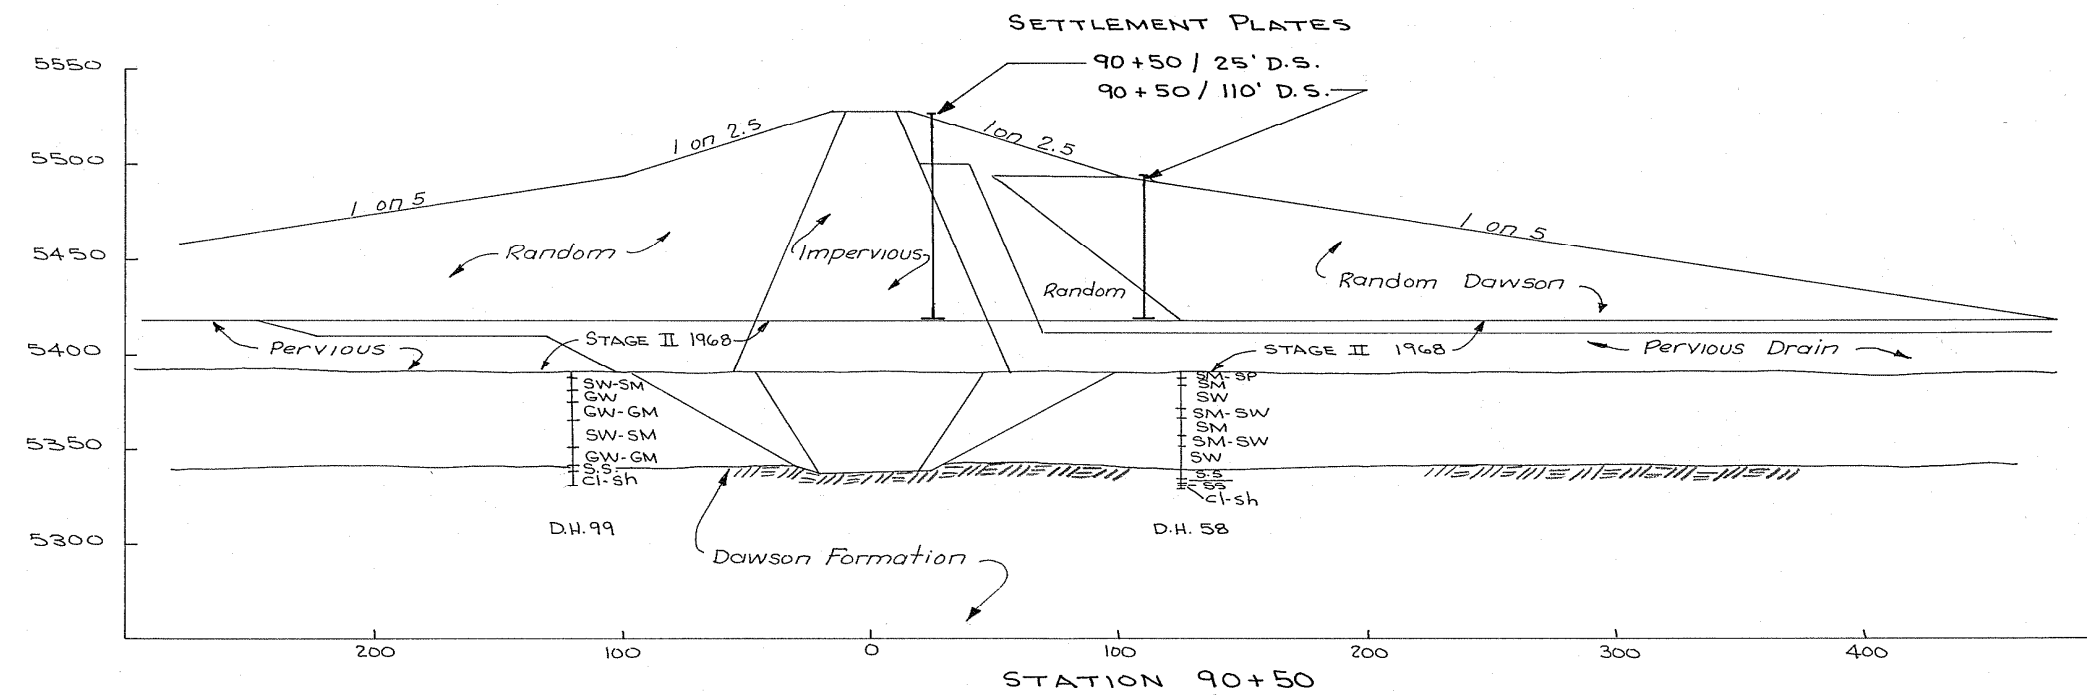 SETTLEMENT PLATES
90+50 / 25' D.S.
90+50 / 110' D.S.
5550
5500
5450
5400
5350
5300
1 on 2.5
1 on 2.5
1 on 5
1 on 5
Random
Impervious
Random
Random Dawson
Pervious
STAGE II 1968
STAGE II 1968
Pervious Drain
SW-SM
GW
GW-GM
SW-SM
GW-GM
S.S.
Cl-sh
D.H. 99
SM-SP
SM
SW
SM-SW
SM
SM-SW
SW
S.S
SS
Cl-sh
D.H. 58
Dawson Formation
200 100 0 100 200 300 400
STATION 90+50